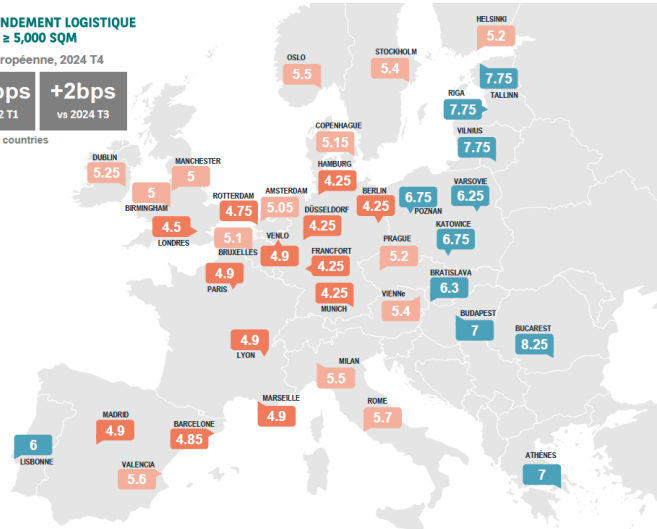 NDEMENT LOGISTIQUE
≥ 5,000 SQM
ropéenne, 2024 T4
ops
2 T1
+2bps
vs 2024 T3
countries
HELSINKI
5.2
OSLO
5.5
STOCKHOLM
5.4
7.75
TALLINN
RIGA
7.75
VILNIUS
7.75
COPENHAGUE
5.15
DUBLIN
5.25
MANCHESTER
5
5
BIRMINGHAM
4.5
LONDRES
HAMBURG
4.25
ROTTERDAM
4.75
AMSTERDAM
5.05
BERLIN
4.25
DÜSSELDORF
4.25
6.75
POZNAN
VARSOVIE
6.25
KATOWICE
6.75
5.1
BRUXELLES
VENLO
4.9
FRANCFORT
4.25
PRAGUE
5.2
4.9
PARIS
4.25
MUNICH
BRATISLAVA
6.3
VIENNe
5.4
BUDAPEST
7
BUCAREST
8.25
4.9
LYON
MILAN
5.5
MARSEILLE
4.9
ROME
5.7
MADRID
4.9
BARCELONE
4.85
6
LISBONNE
VALENCIA
5.6
ATHÈNES
7